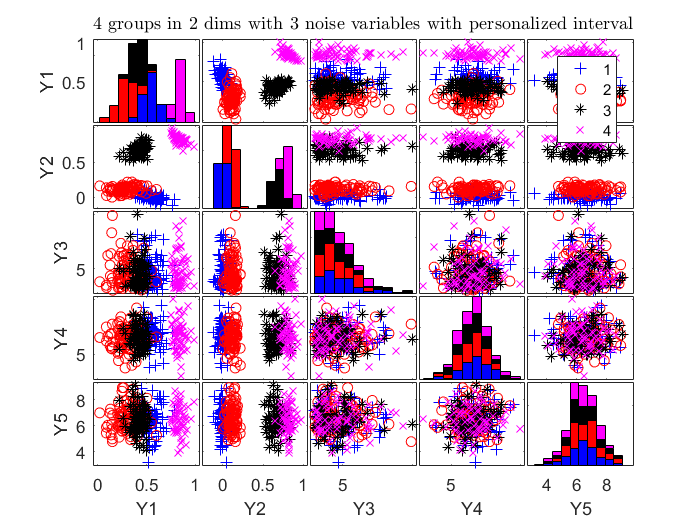 4 groups in 2 dims with 3 noise variables with personalized interval
Y1
1
0.5
1
2
3
4
Y2
0.5
0
Y3
5
Y4
5
Y5
8
6
4
0 0.5 1
0 0.5 1
5
5
4 6 8
Y1 Y2 Y3 Y4 Y5